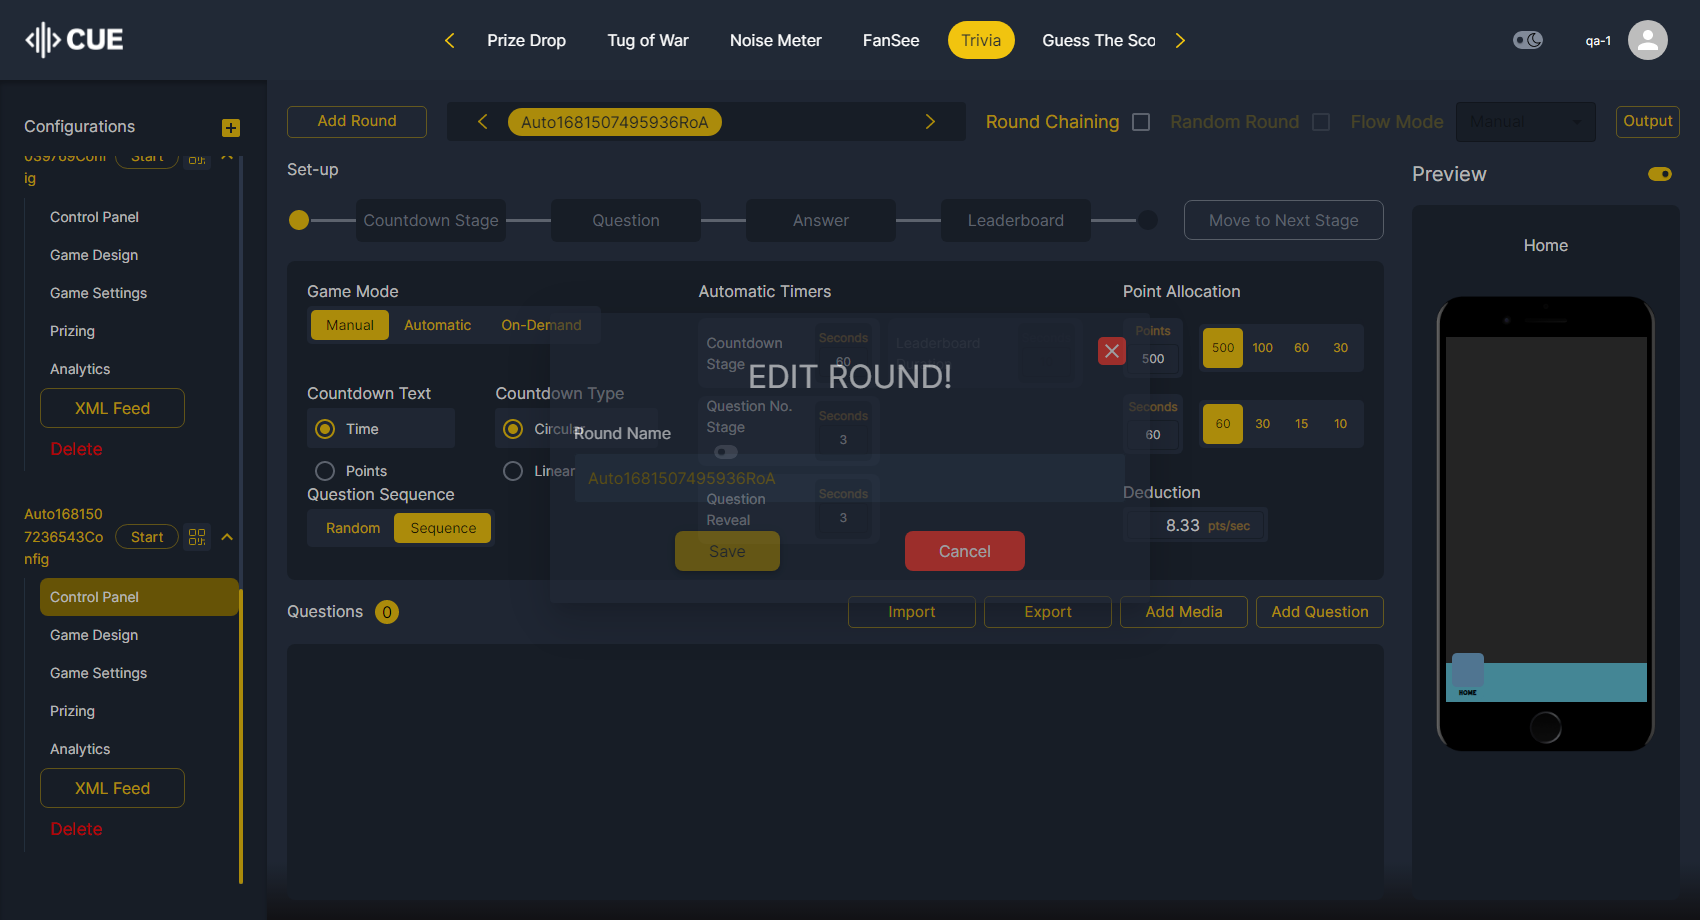 CUE
Prize Drop
Tug of War
Noise Meter
FanSee
Trivia
Guess The Sco
qa-1
Configurations
039769Conf
ig
Start
Control Panel
Game Design
Game Settings
Prizing
Analytics
XML Feed
Delete
Auto168150
7236543Co
nfig
Start
Control Panel
Game Design
Game Settings
Prizing
Analytics
XML Feed
Delete
Add Round
Auto1681507495936RoA
Round Chaining
Random Round
Flow Mode
Manual
Output
Set-up
Countdown Stage
Question
Answer
Leaderboard
Move to Next Stage
Game Mode
Manual
Automatic
On-Demand
Countdown Text
Time
Points
Countdown Type
Circular
Linear
Question Sequence
Random
Sequence
Automatic Timers
Countdown
Stage
Seconds
60
Leaderboard
Duration
Question No.
Stage
Seconds
3
Question
Reveal
Seconds
3
Point Allocation
Points
500
500
100
60
30
Seconds
60
60
30
15
10
Deduction
8.33
pts/sec
EDIT ROUND!
Round Name
Auto1681507495936RoA
Save
Cancel
Questions
0
Import
Export
Add Media
Add Question
Preview
Home
HOME